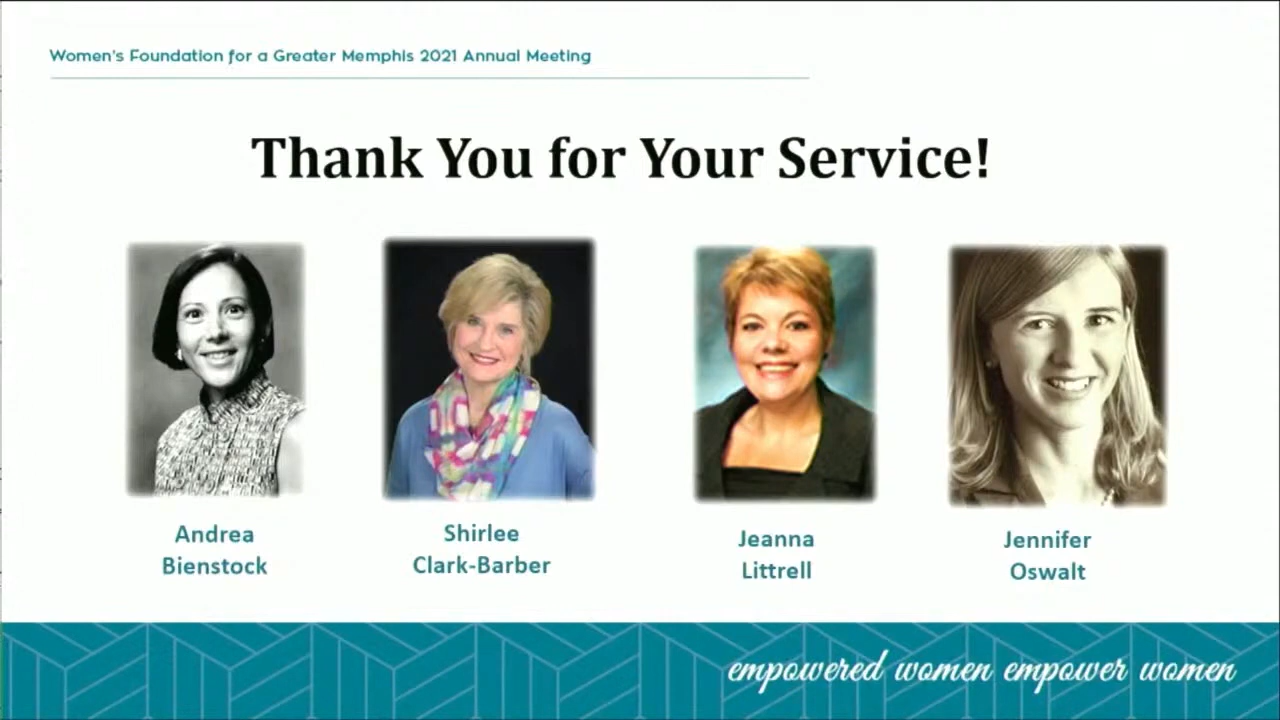 Women's Foundation for a Greater Memphis 2021 Annual Meeting
Thank You for Your Service!
Andrea
Bienstock
Shirlee
Clark-Barber
Jeanna
Littrell
Jennifer
Oswalt
empowered women empower women